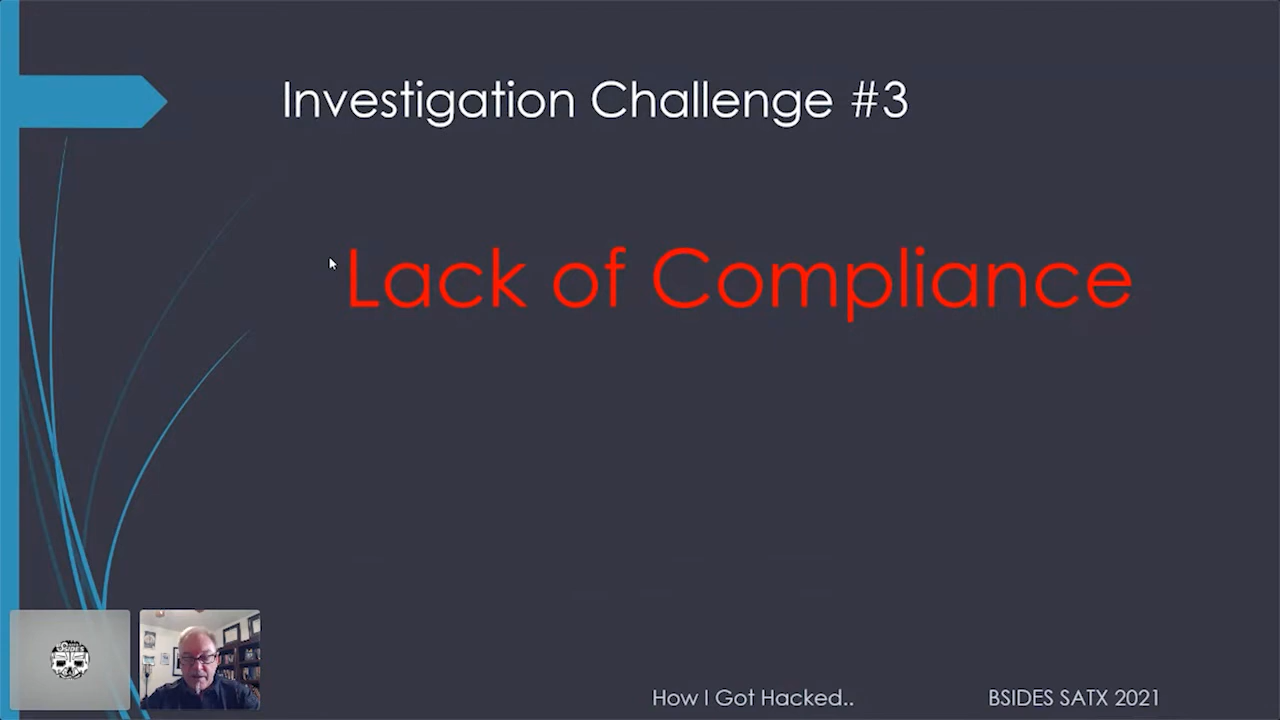 Investigation Challenge #3
Lack of Compliance
How I Got Hacked..
BSIDES SATX 2021